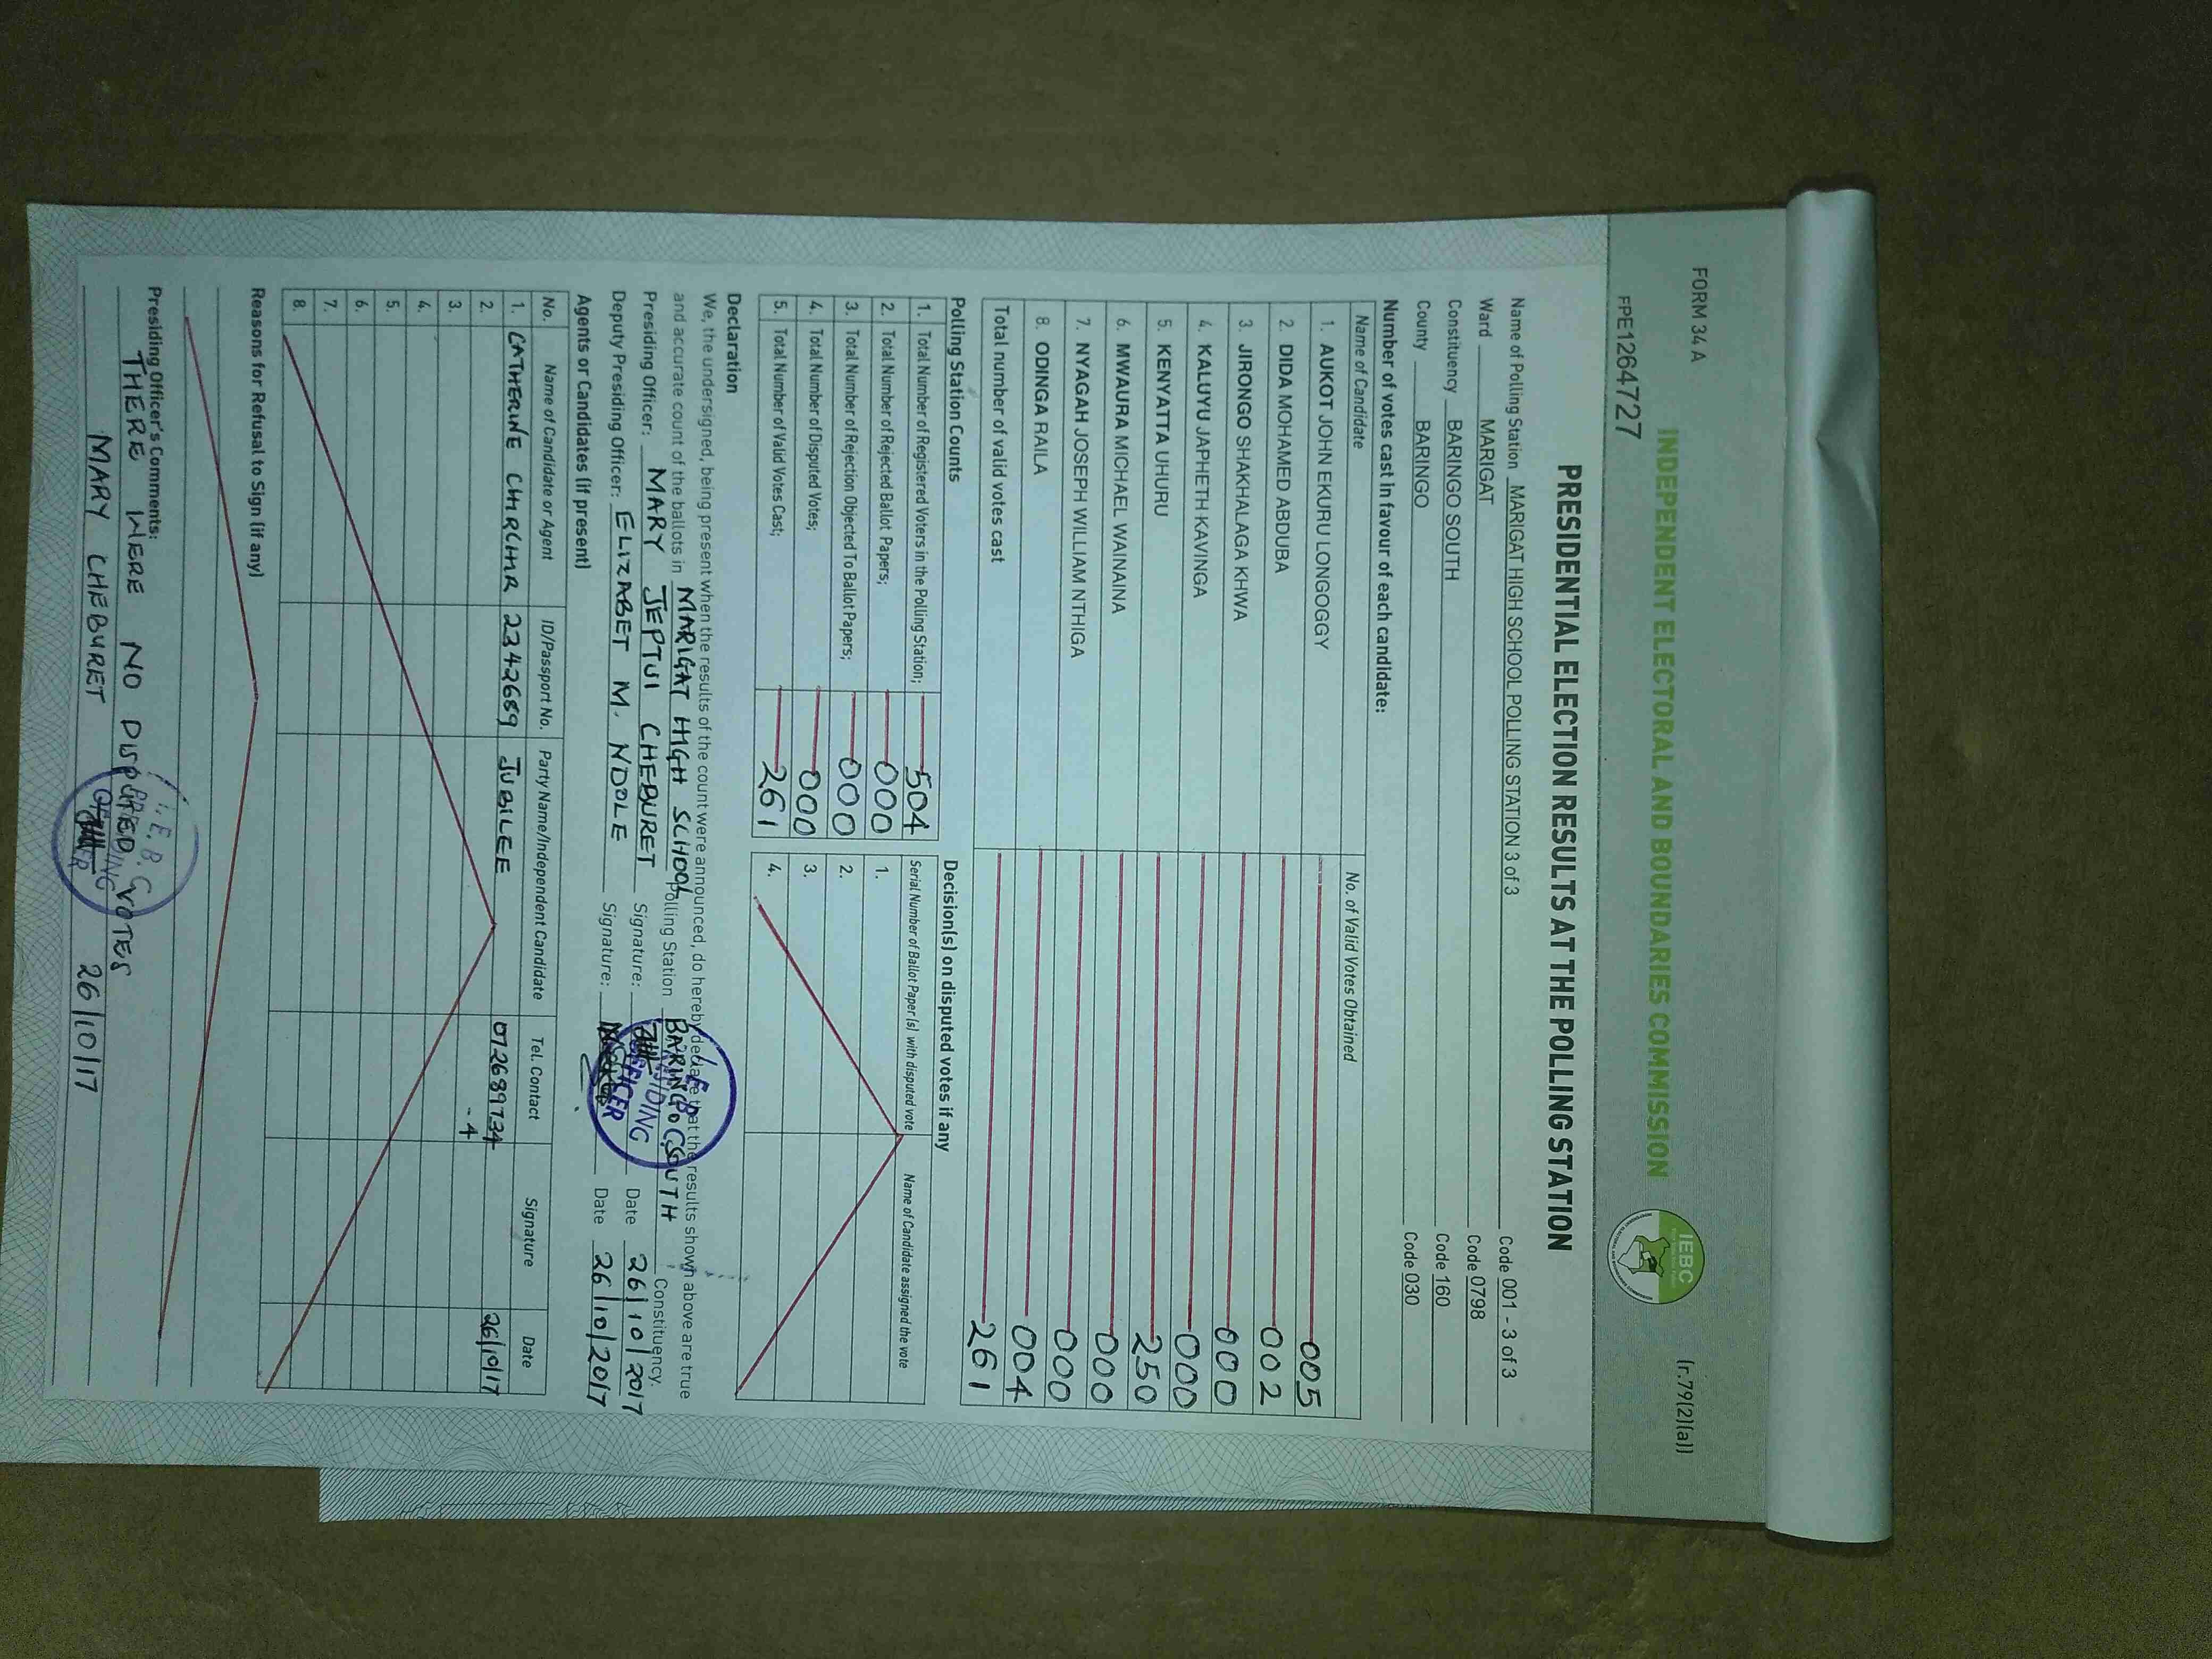 FORM 34 A
(r.79(2)(a))
INDEPENDENT ELECTORAL AND BOUNDARIES COMMISSION
IEBC
FPE1264727
PRESIDENTIAL ELECTION RESULTS AT THE POLLING STATION
Name of Polling Station MARIGAT HIGH SCHOOL POLLING STATION 3 of 3 Code 001 - 3 of 3
Ward MARIGAT Code 0798
Constituency BARINGO SOUTH Code 160
County BARINGO Code 030
Number of votes cast in favour of each candidate:
Name of Candidate No. of Valid Votes Obtained
1. AUKOT JOHN EKURU LONGOGGY 005
2. DIDA MOHAMED ABDUBA 002
3. JIRONGO SHAKHALAGA KHWA 000
4. KALUYU JAPHETH KAVINGA 000
5. KENYATTA UHURU 250
6. MWAURA MICHAEL WAINAINA 000
7. NYAGAH JOSEPH WILLIAM NTHIGA 000
8. ODINGA RAILA 004
Total number of valid votes cast 261
Polling Station Counts
1. Total Number of Registered Voters in the Polling Station; 504
2. Total Number of Rejected Ballot Papers; 000
3. Total Number of Rejection Objected To Ballot Papers; 000
4. Total Number of Disputed Votes; 000
5. Total Number of Valid Votes Cast; 261
Decision(s) on disputed votes if any
Serial Number of Ballot Paper (s) with disputed vote Name of Candidate assigned the vote
1.
2.
3.
4.
Declaration
We, the undersigned, being present when the results of the count were announced, do hereby declare that the results shown above are true
and accurate count of the ballots in MARIGAT HIGH SCHOOL Polling Station BARINGO SOUTH Constituency.
Presiding Officer: MARY JEPTUI CHEBURET Signature: Date 26/10/2017
Deputy Presiding Officer: ELIZABET M. NDOLE Signature: Date 26/10/2017
Agents or Candidates (if present)
No. Name of Candidate or Agent ID/Passport No. Party Name/Independent Candidate Tel. Contact Signature Date
1. CATHERINE 2342689 JUBILEE 072689734 26/10/17
2. -4
3.
4.
5.
6.
7.
8.
Reasons for Refusal to Sign (if any)
Presiding Officer's Comments:
THERE WERE NO DISPUTED VOTES
MARY CHEBURET 26/10/17